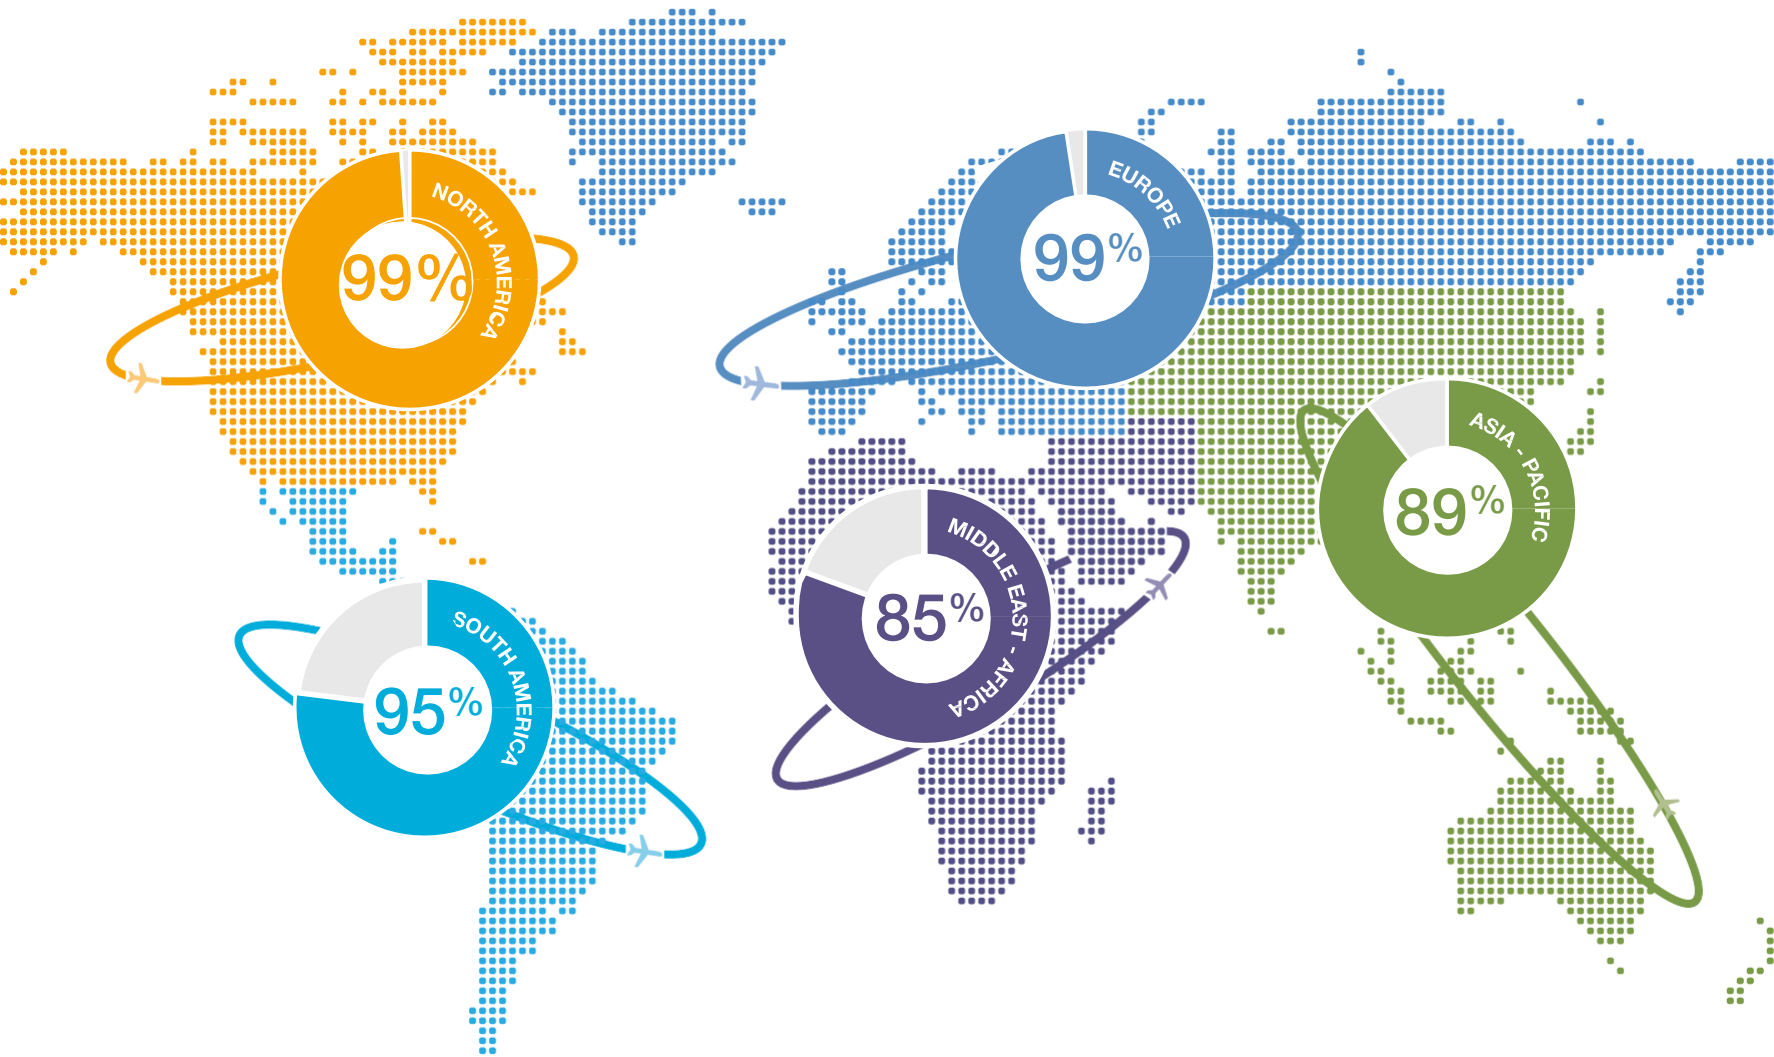 NORTH AMERICA
99%
EUROPE
99%
ASIA - PACIFIC
89%
MIDDLE EAST - AFRICA
85%
SOUTH AMERICA
95%